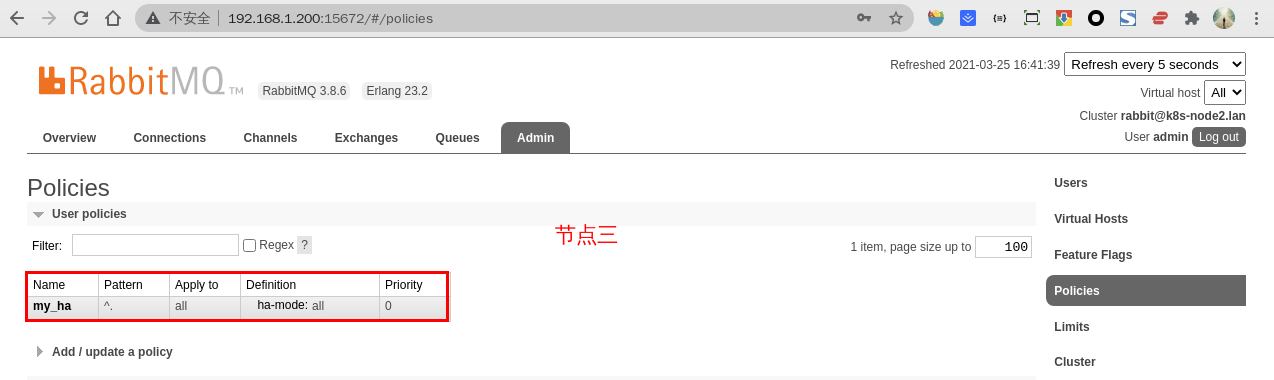 不安全 192.168.1.200:15672/#/policies
Refreshed 2021-03-25 16:41:39 Refresh every 5 seconds
RabbitMQ TM RabbitMQ 3.8.6 Erlang 23.2
Virtual host All
Cluster rabbit@k8s-node2.lan
User admin Log out
Overview Connections Channels Exchanges Queues Admin
Policies
User policies
节点三
Filter: Regex ? 1 item, page size up to 100
Name Pattern Apply to Definition Priority
my_ha ^. all ha-mode: all 0
Add / update a policy
Users
Virtual Hosts
Feature Flags
Policies
Limits
Cluster